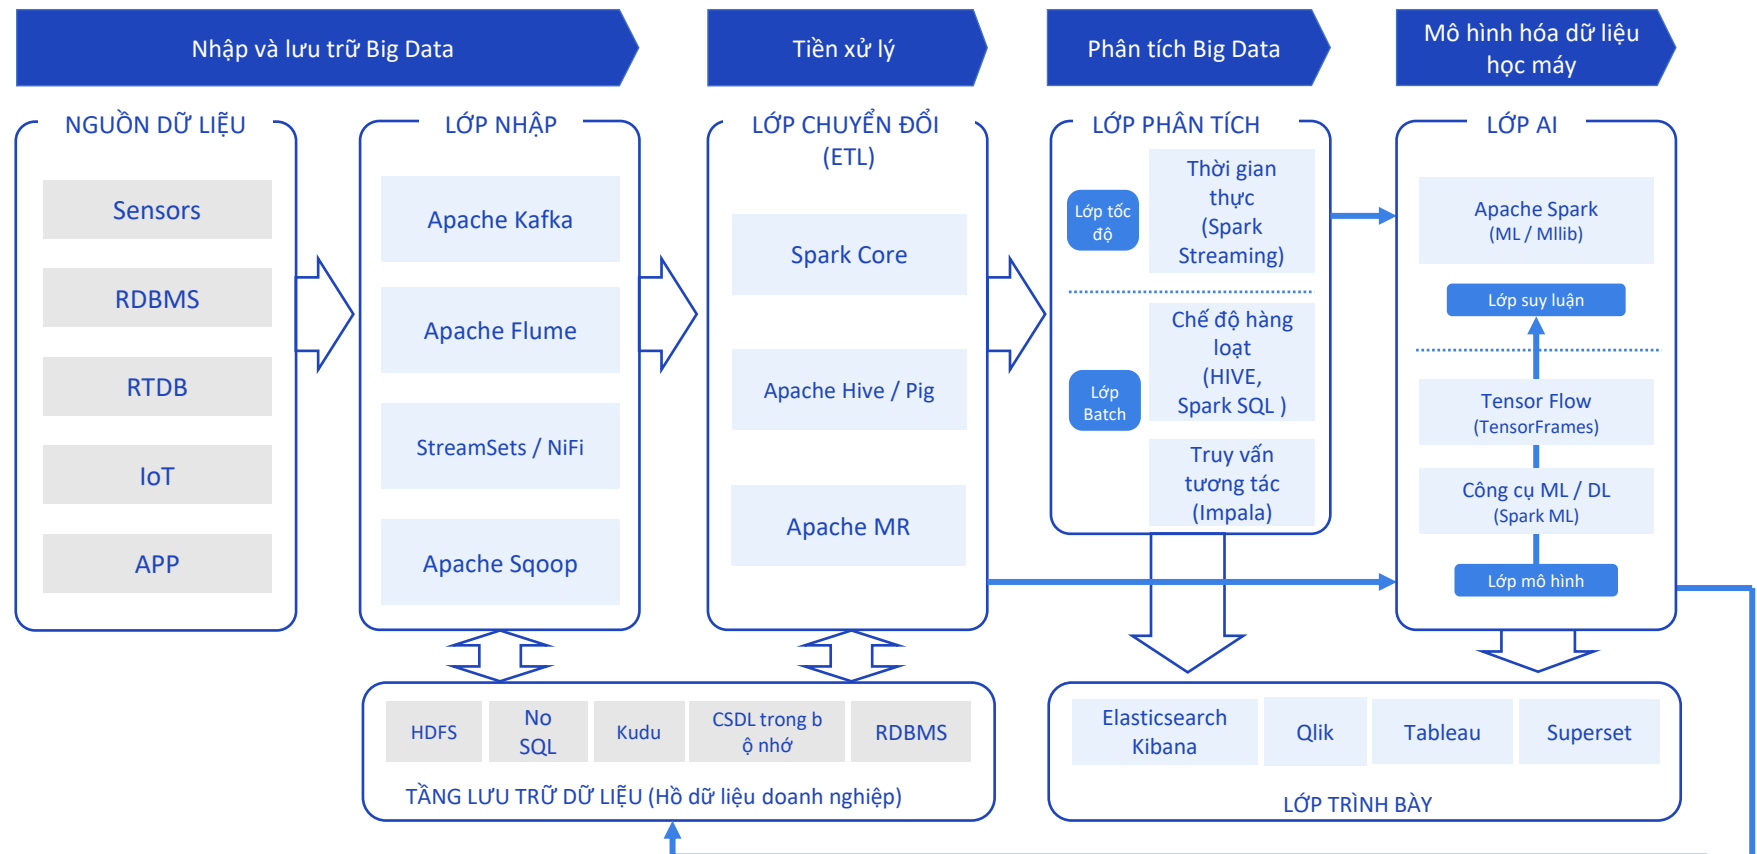 Nhập và lưu trữ Big Data
Tiền xử lý
Phân tích Big Data
Mô hình hóa dữ liệu
học máy
NGUỒN DỮ LIỆU
Sensors
RDBMS
RTDB
IoT
APP
LỚP NHẬP
Apache Kafka
Apache Flume
StreamSets / NiFi
Apache Sqoop
LỚP CHUYỂN ĐỔI
(ETL)
Spark Core
Apache Hive / Pig
Apache MR
LỚP PHÂN TÍCH
Lớp tốc
độ
Thời gian
thực
(Spark
Streaming)
Lớp
Batch
Chế độ hàng
loạt
(HIVE,
Spark SQL )
Truy vấn
tương tác
(Impala)
LỚP AI
Apache Spark
(ML / Mllib)
Lớp suy luận
Tensor Flow
(TensorFrames)
Công cụ ML / DL
(Spark ML)
Lớp mô hình
HDFS
No
SQL
Kudu
CSDL trong b
ộ nhớ
RDBMS
TẦNG LƯU TRỮ DỮ LIỆU (Hồ dữ liệu doanh nghiệp)
Elasticsearch
Kibana
Qlik
Tableau
Superset
LỚP TRÌNH BÀY